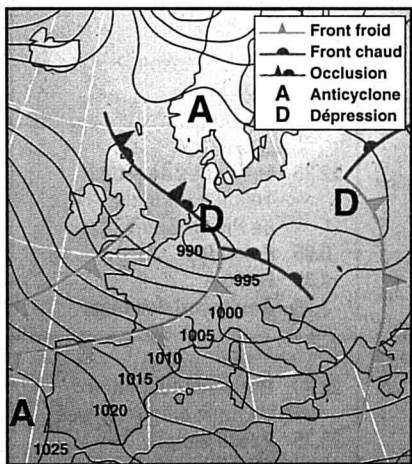 Front froid
Front chaud
Occlusion
A Anticyclone
D Dépression
A
D
D
990
995
1000
1005
1010
1015
1020
A
1025